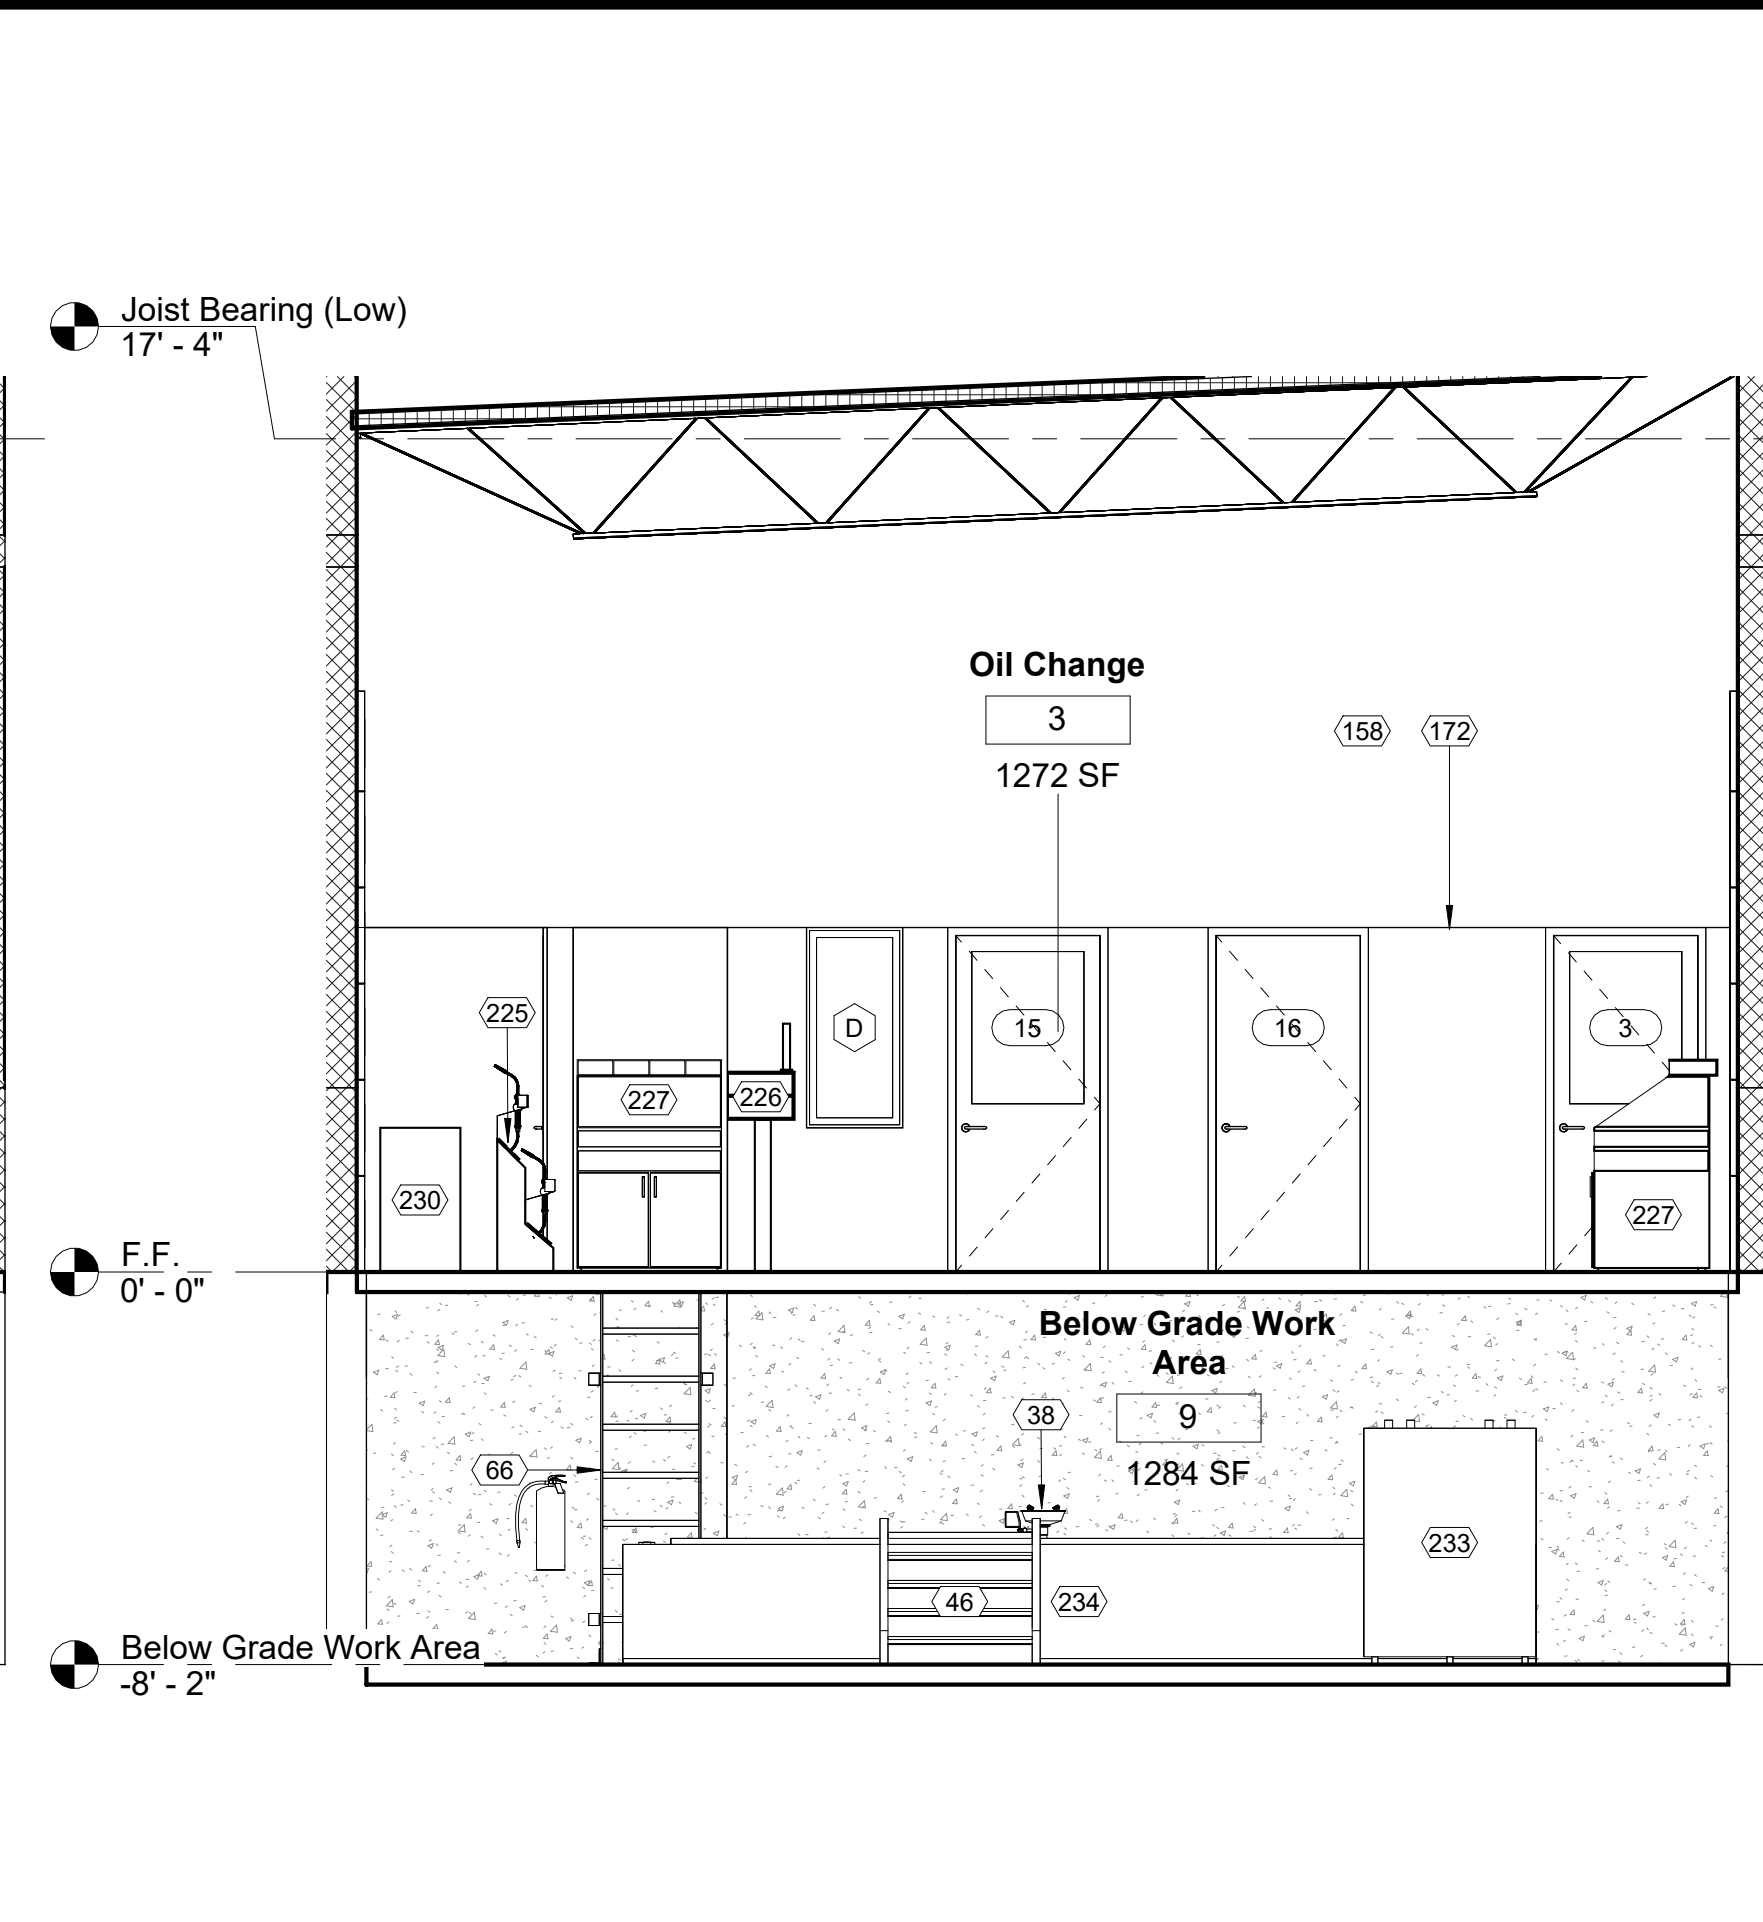 Joist Bearing (Low)
17' - 4"
Oil Change
3
1272 SF
158
172
225
D
15
16
3
227
226
230
227
F.F.
0' - 0"
Below Grade Work
Area
9
1284 SF
38
66
233
46
234
Below Grade Work Area
-8' - 2"